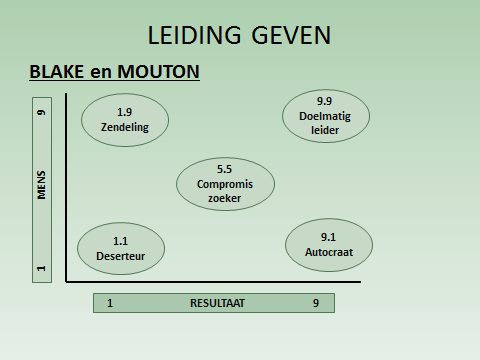 LEIDING GEVEN
BLAKE en MOUTON
1.9
Zendeling
9.9
Doelmatig
leider
5.5
Compromis
zoeker
1.1
Deserteur
9.1
Autocraat
9
MENS
1
1 RESULTAAT 9